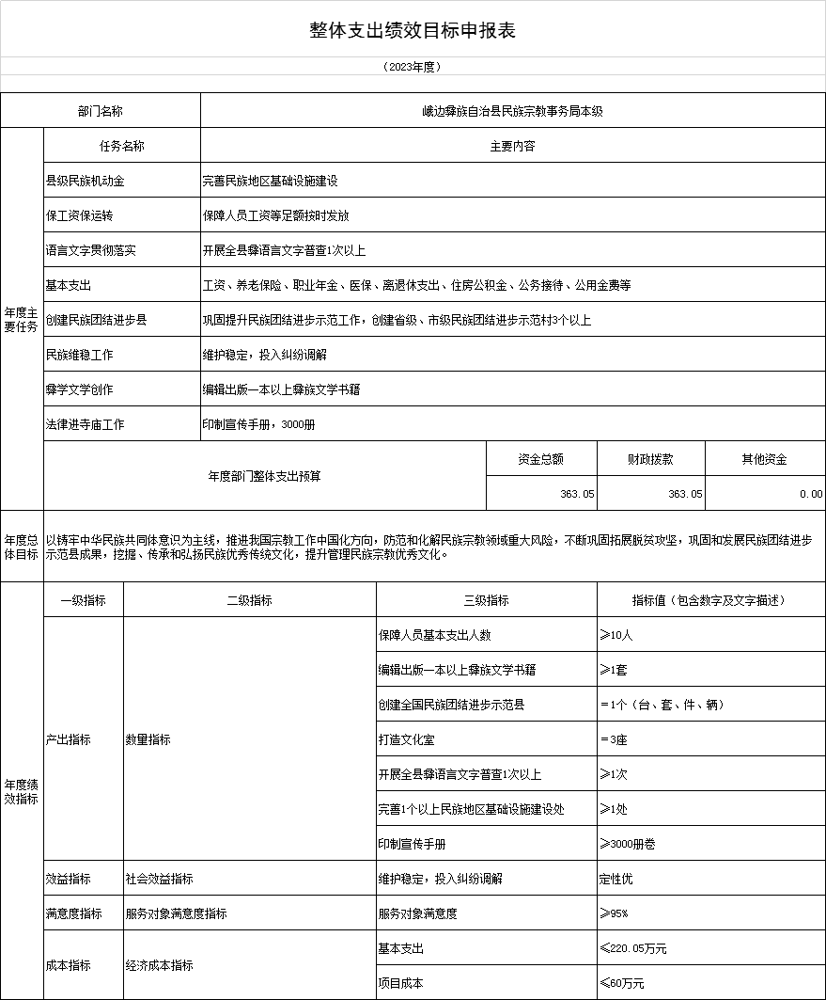 整体支出绩效目标申报表
（2023年度）
部门名称 峨边彝族自治县民族宗教事务局本级
年度主要任务
任务名称 主要内容
县级民族机动金 完善民族地区基础设施建设
保工资保运转 保障人员工资等足额按时发放
语言文字贯彻落实 开展全县彝语言文字普查1次以上
基本支出 工资、养老保险、职业年金、医保、离退休支出、住房公积金、公务接待、公用金费等
创建民族团结进步县 巩固提升民族团结进步示范工作，创建省级、市级民族团结进步示范村3个以上
民族维稳工作 维护稳定，投入纠纷调解
彝学文学创作 编辑出版一本以上彝族文学书籍
法律进寺庙工作 印制宣传手册，3000册
年度部门整体支出预算
资金总额 财政拨款 其他资金
363.05 363.05 0.00
年度总体目标
以铸牢中华民族共同体意识为主线，推进我国宗教工作中国化方向，防范和化解民族宗教领域重大风险，不断巩固拓展脱贫攻坚，巩固和发展民族团结进步
示范县成果，挖掘、传承和弘扬民族优秀传统文化，提升管理民族宗教优秀文化。
年度绩效指标
一级指标 二级指标 三级指标 指标值（包含数字及文字描述）
产出指标 数量指标
保障人员基本支出人数 ≥10人
编辑出版一本以上彝族文学书籍 ≥1套
创建全国民族团结进步示范县 ＝1个（台、套、件、辆）
打造文化室 ＝3座
开展全县彝语言文字普查1次以上 ≥1次
完善1个以上民族地区基础设施建设处 ≥1处
印制宣传手册 ≥3000册卷
效益指标 社会效益指标 维护稳定，投入纠纷调解 定性优
满意度指标 服务对象满意度指标 服务对象满意度 ≥95%
成本指标 经济成本指标
基本支出 ≤220.05万元
项目成本 ≤60万元